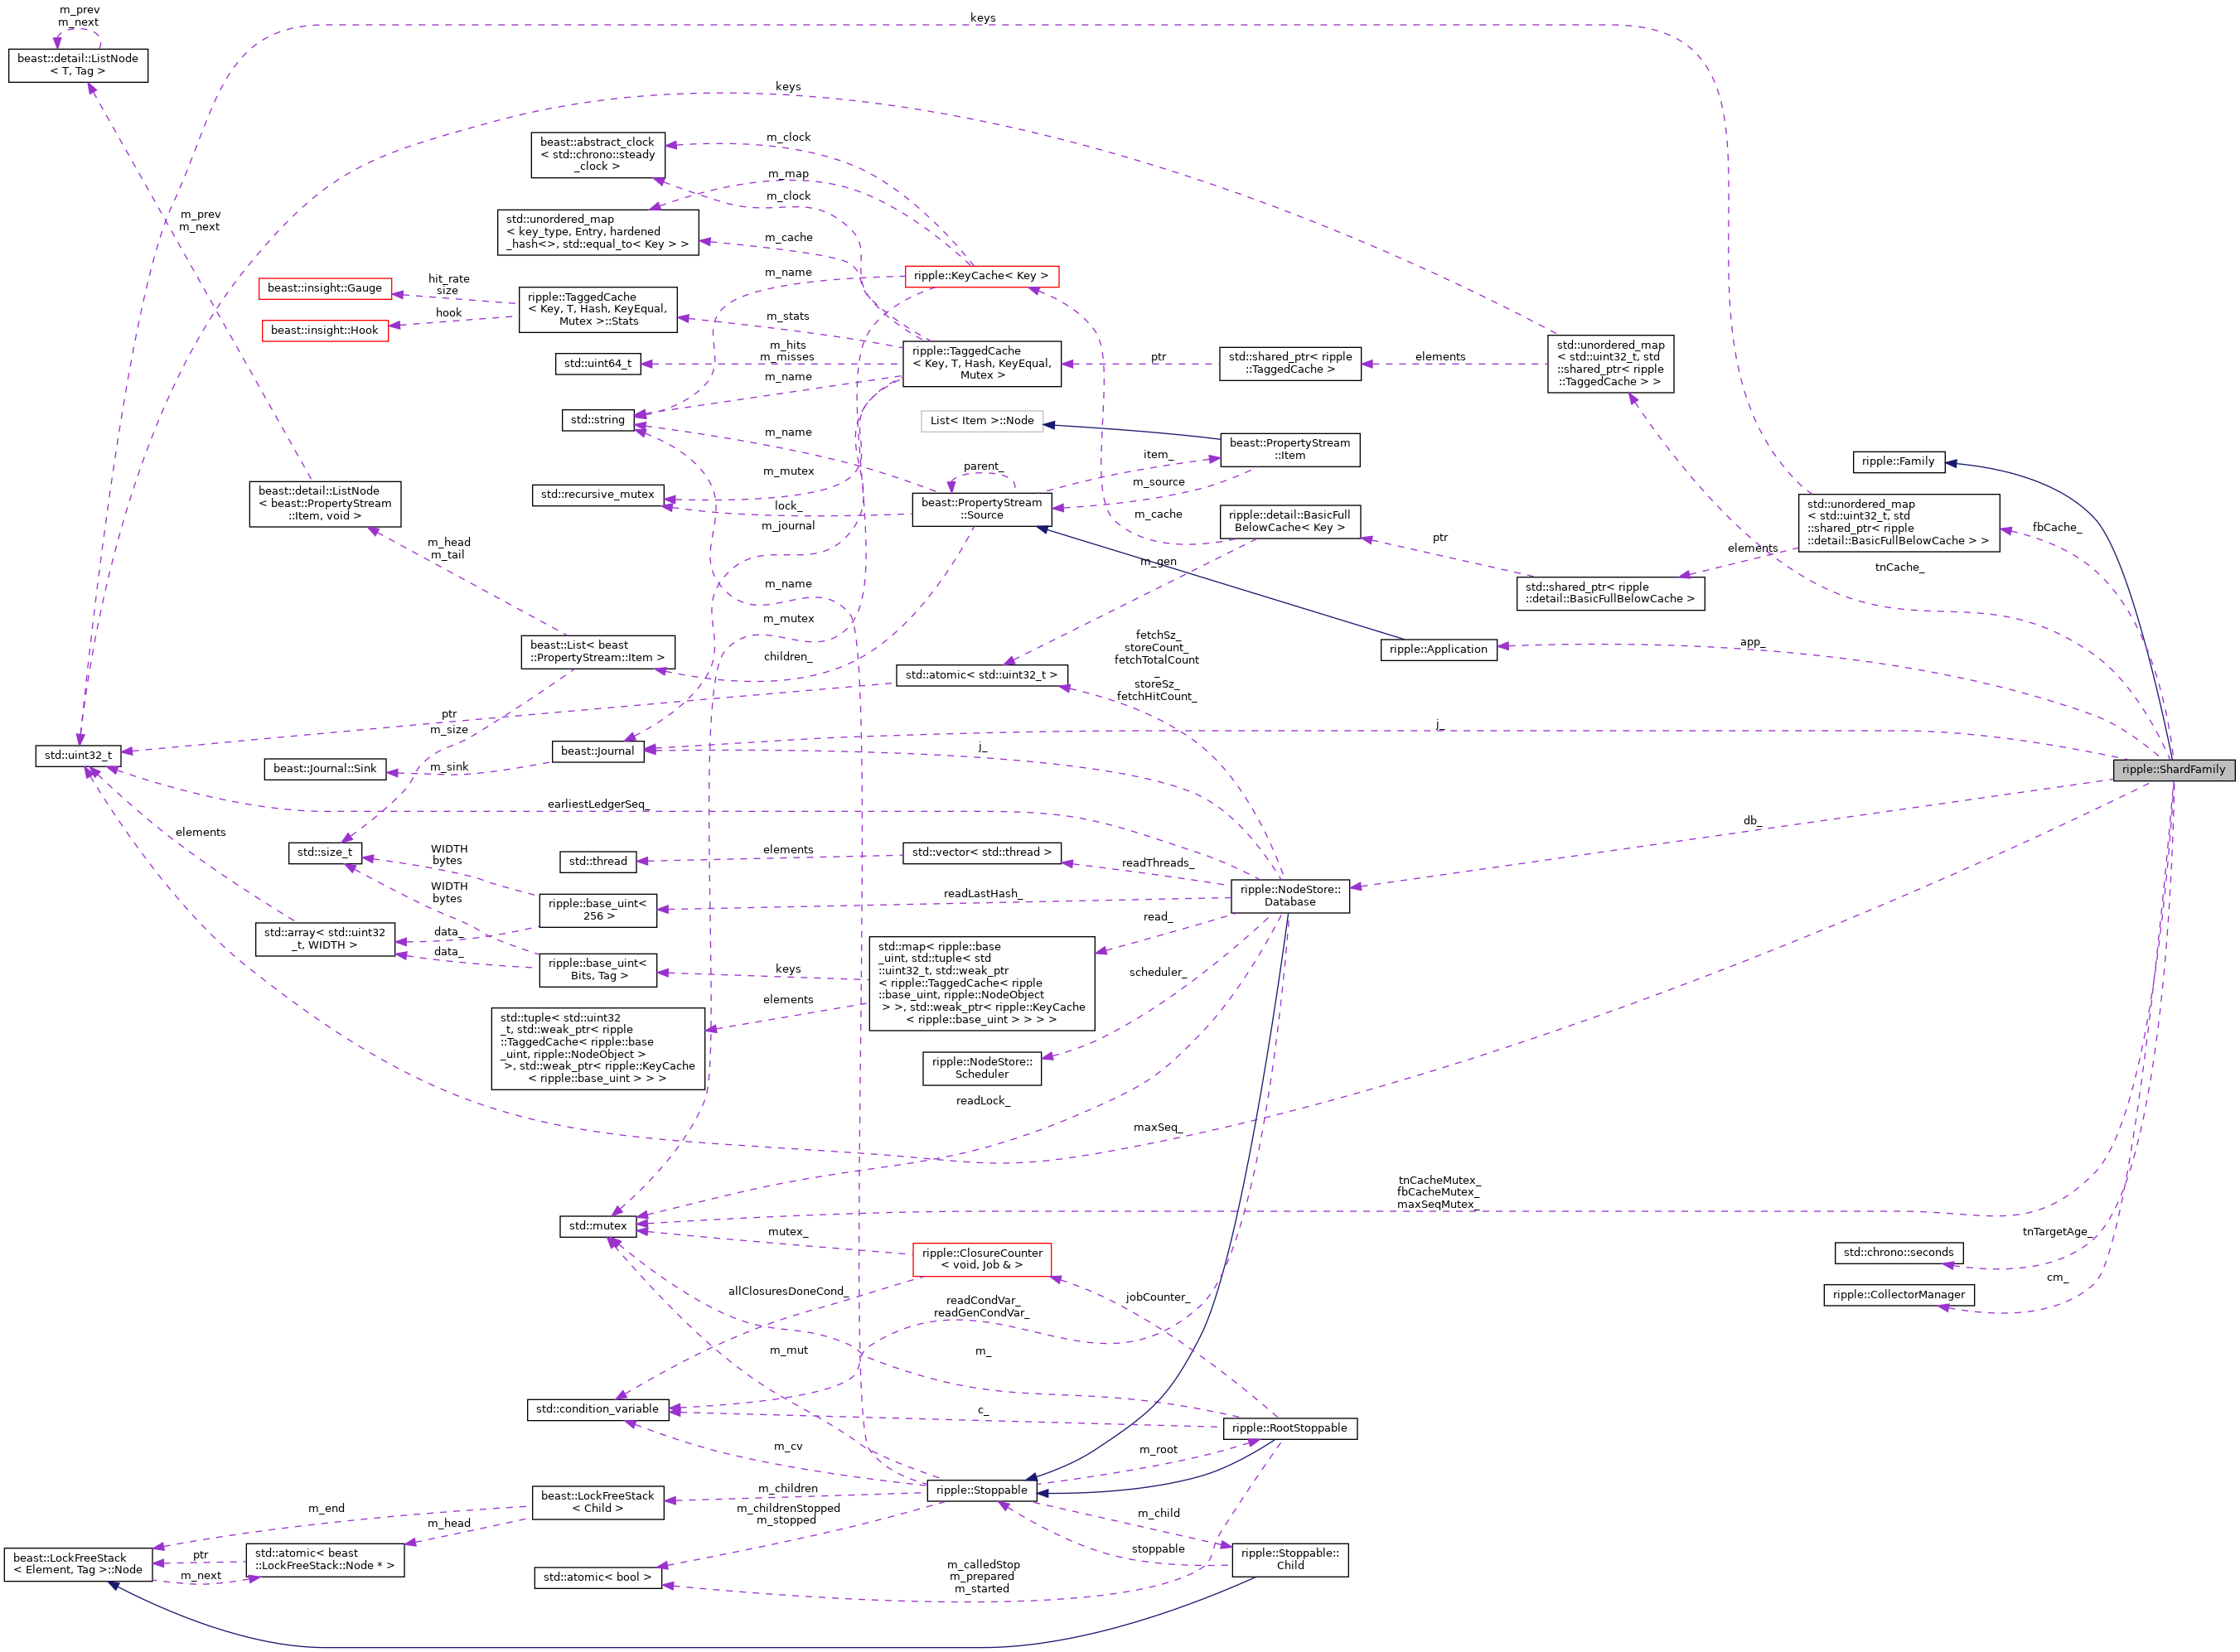 m_prev
m_next
beast::detail::ListNode
< T, Tag >
keys
keys
m_prev
m_next
beast::abstract_clock
< std::chrono::steady
_clock >
m_clock
m_map
m_clock
std::unordered_map
< key_type, Entry, hardened
_hash<>, std::equal_to< Key > >
m_cache
m_name
ripple::KeyCache< Key >
beast::insight::Gauge
hit_rate
size
beast::insight::Hook
hook
ripple::TaggedCache
< Key, T, Hash, KeyEqual,
Mutex >::Stats
m_stats
std::uint64_t
m_hits
m_misses
ripple::TaggedCache
< Key, T, Hash, KeyEqual,
Mutex >
ptr
std::shared_ptr< ripple
::TaggedCache >
elements
std::unordered_map
< std::uint32_t, std
::shared_ptr< ripple
::TaggedCache > >
m_name
std::string
m_name
List< Item >::Node
beast::PropertyStream
::Item
item_
m_source
parent_
ripple::Family
beast::detail::ListNode
< beast::PropertyStream
::Item, void >
std::recursive_mutex
m_mutex
lock_
m_journal
beast::PropertyStream
::Source
m_cache
ripple::detail::BasicFull
BelowCache< Key >
ptr
std::unordered_map
< std::uint32_t, std
::shared_ptr< ripple
::detail::BasicFullBelowCache > >
fbCache_
elements
tnCache_
m_head
m_tail
m_gen
std::shared_ptr< ripple
::detail::BasicFullBelowCache >
m_name
m_mutex
beast::List< beast
::PropertyStream::Item >
children_
fetchSz_
storeCount_
fetchTotalCount
_
storeSz_
fetchHitCount_
ripple::Application
app_
std::atomic< std::uint32_t >
ptr
m_size
std::uint32_t
beast::Journal
j_
j_
beast::Journal::Sink
m_sink
ripple::ShardFamily
earliestLedgerSeq_
elements
db_
std::size_t
WIDTH
bytes
std::thread
elements
std::vector< std::thread >
readThreads_
WIDTH
bytes
ripple::base_uint<
256 >
readLastHash_
ripple::NodeStore::
Database
std::array< std::uint32
_t, WIDTH >
data_
data_
read_
ripple::base_uint<
Bits, Tag >
keys
elements
std::map< ripple::base
_uint, std::tuple< std
::uint32_t, std::weak_ptr
< ripple::TaggedCache< ripple
::base_uint, ripple::NodeObject
> >, std::weak_ptr< ripple::KeyCache
< ripple::base_uint > > > >
scheduler_
std::tuple< std::uint32
_t, std::weak_ptr< ripple
::TaggedCache< ripple::base
_uint, ripple::NodeObject >
>, std::weak_ptr< ripple::KeyCache
< ripple::base_uint > > >
ripple::NodeStore::
Scheduler
readLock_
maxSeq_
tnCacheMutex_
fbCacheMutex_
maxSeqMutex_
std::mutex
mutex_
ripple::ClosureCounter
< void, Job & >
tnTargetAge_
std::chrono::seconds
cm_
ripple::CollectorManager
allClosuresDoneCond_
readCondVar_
readGenCondVar_
jobCounter_
m_mut
m_
std::condition_variable
c_
ripple::RootStoppable
m_cv
m_root
ripple::Stoppable
m_children
m_childrenStopped
m_stopped
beast::LockFreeStack
< Child >
m_end
m_head
m_child
stoppable
beast::LockFreeStack
< Element, Tag >::Node
ptr
m_next
std::atomic< beast
::LockFreeStack::Node * >
std::atomic< bool >
m_calledStop
m_prepared
m_started
ripple::Stoppable::
Child